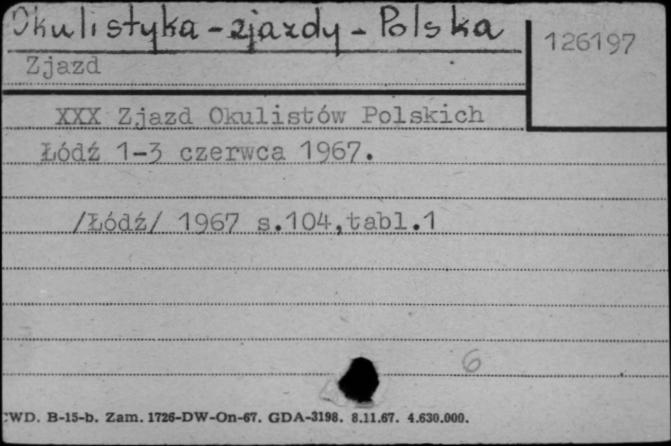 Okulistyka - zjazdy - Polska
126197
Zjazd
XXX Zjazd Okulistów Polskich
Łódź 1-3 czerwca 1967.
/Łódź/ 1967 s.104,tabl.1
6
CWD. B-15-b. Zam. 1726-DW-On-67. GDA-3198. 8.11.67. 4.630.000.